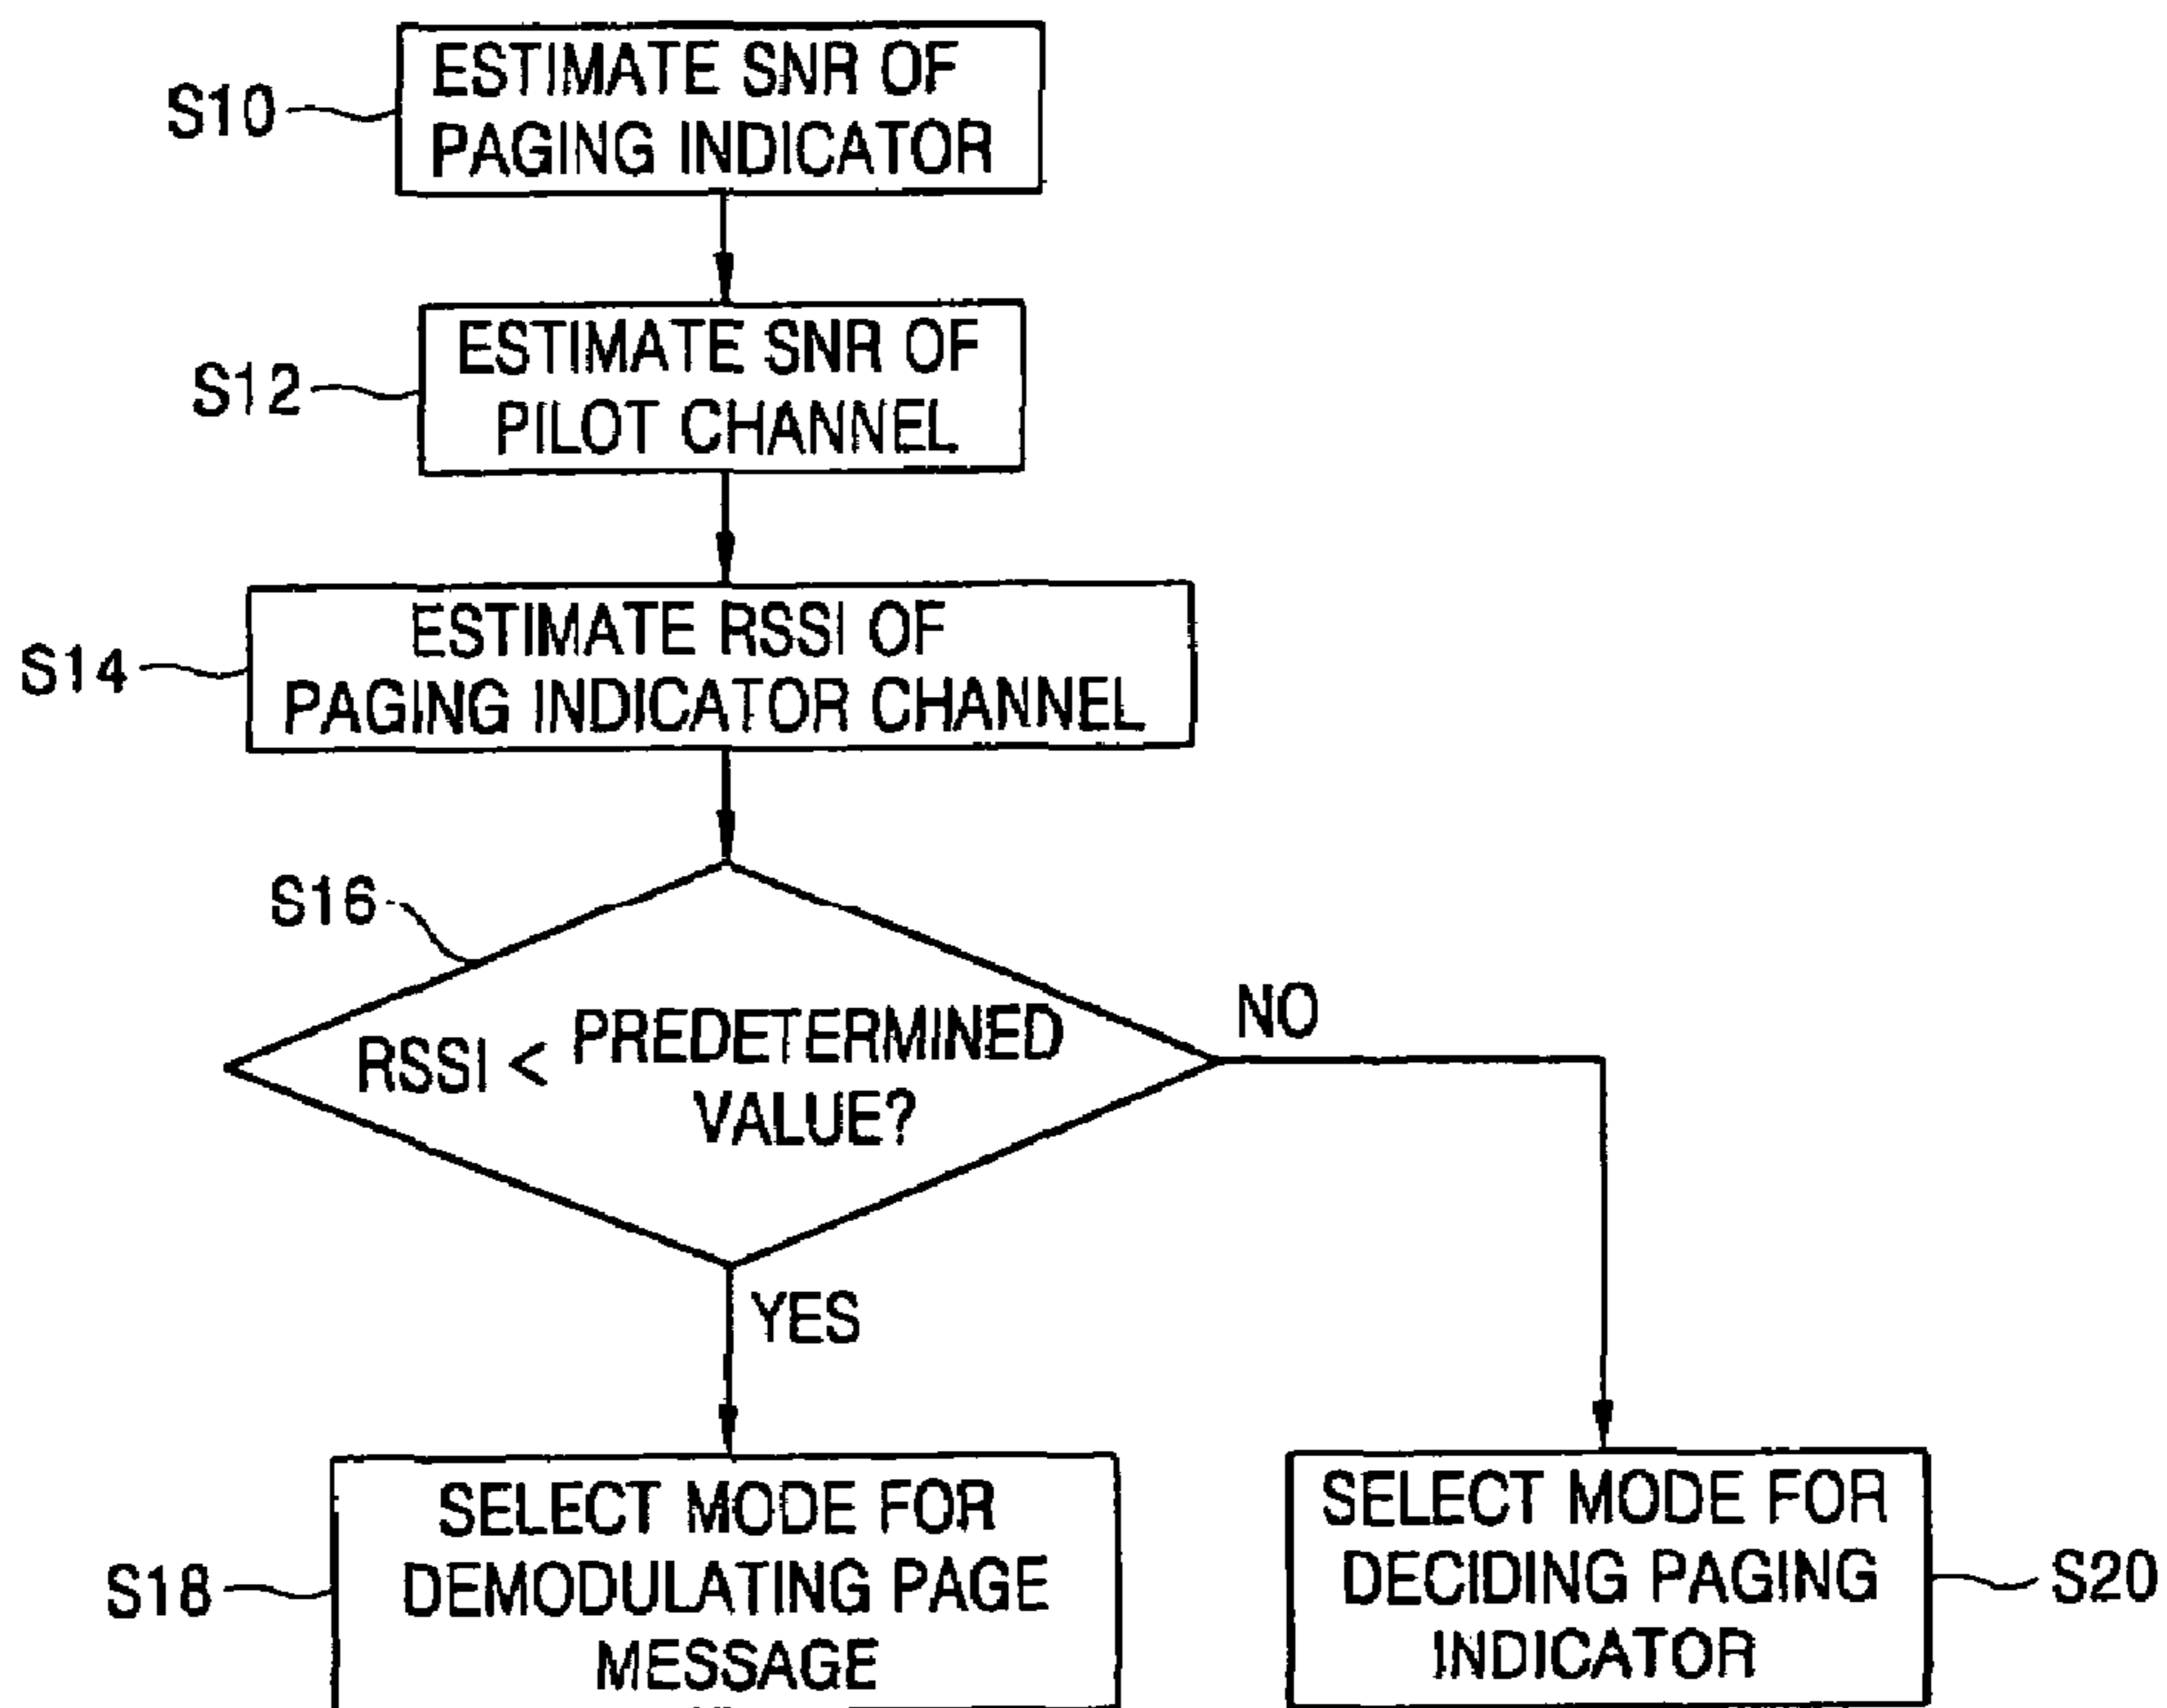 S10
ESTIMATE SNR OF
PAGING INDICATOR
S12
ESTIMATE SNR OF
PILOT CHANNEL
S14
ESTIMATE RSSI OF
PAGING INDICATOR CHANNEL
S16
RSSI < PREDETERMINED
VALUE?
NO
YES
S18
SELECT MODE FOR
DEMODULATING PAGE
MESSAGE
SELECT MODE FOR
DECIDING PAGING
INDICATOR
S20